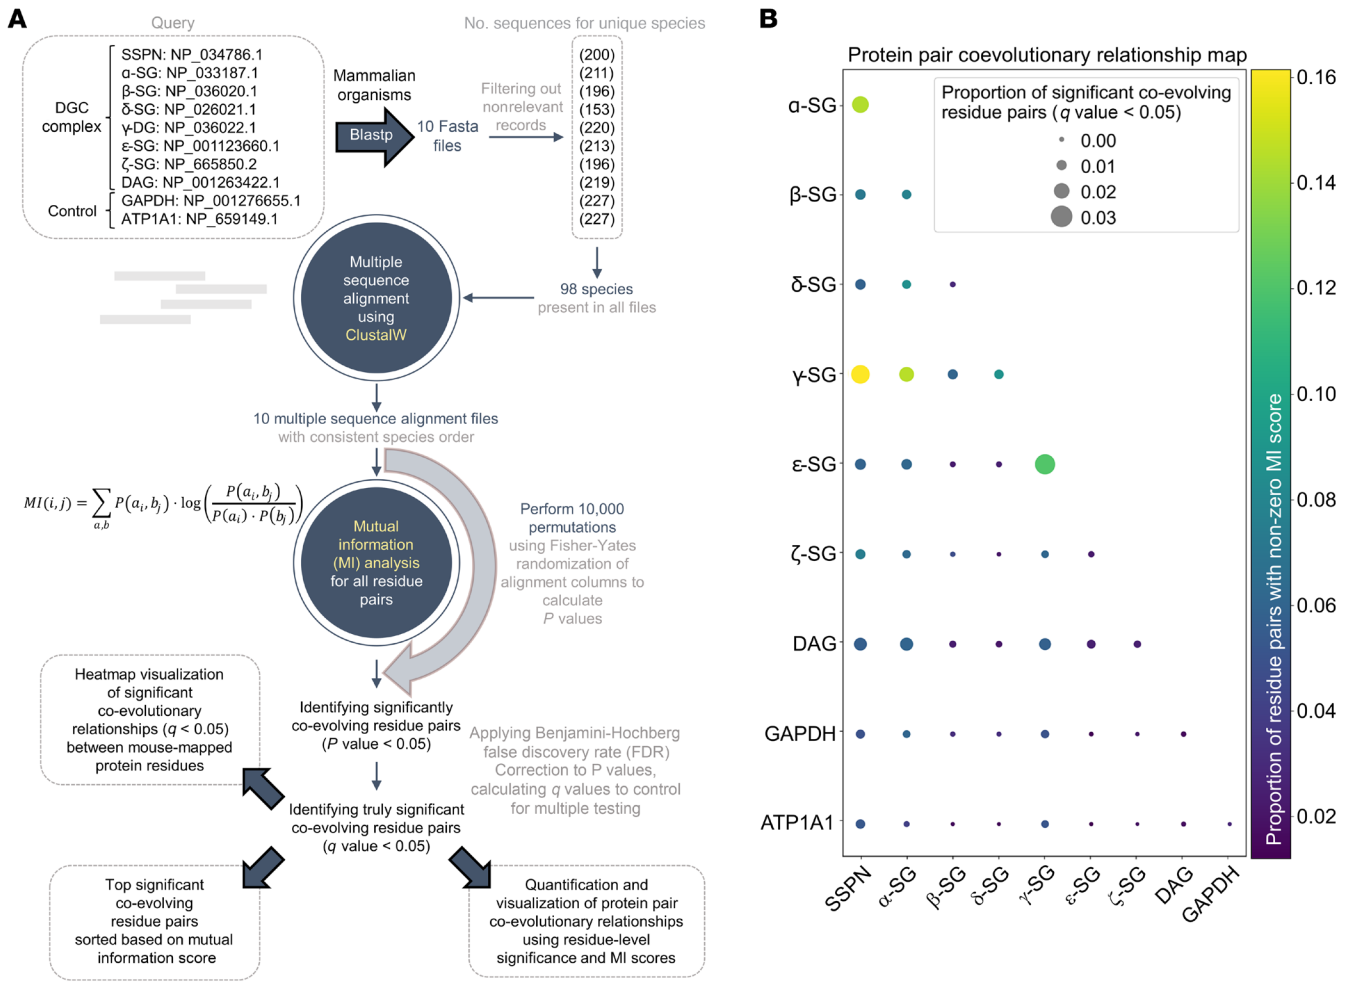 A
Query
DGC
complex
SSPN: NP_034786.1
α-SG: NP_033187.1
β-SG: NP_036020.1
δ-SG: NP_026021.1
γ-DG: NP_036022.1
ε-SG: NP_001123660.1
ζ-SG: NP_665850.2
DAG: NP_001263422.1
Control
GAPDH: NP_001276655.1
ATP1A1: NP_659149.1
Mammalian
organisms
Blastp
10 Fasta
files
Filtering out
nonrelevant
records
No. sequences for unique species
(200)
(211)
(196)
(153)
(220)
(213)
(196)
(219)
(227)
(227)
98 species
present in all files
Multiple
sequence
alignment
using
ClustalW
10 multiple sequence alignment files
with consistent species order
MI(i,j) = ∑a,b P(ai, bj) · log (P(ai, bj) / P(ai) · P(bj))
Mutual
information
(MI) analysis
for all residue
pairs
Perform 10,000
permutations
using Fisher-Yates
randomization of
alignment columns to
calculate
P values
Identifying significantly
co-evolving residue pairs
(P value < 0.05)
Applying Benjamini-Hochberg
false discovery rate (FDR)
Correction to P values,
calculating q values to control
for multiple testing
Identifying truly significant
co-evolving residue pairs
(q value < 0.05)
Heatmap visualization
of significant
co-evolutionary
relationships (q < 0.05)
between mouse-mapped
protein residues
Top significant
co-evolving
residue pairs
sorted based on mutual
information score
Quantification and
visualization of protein pair
co-evolutionary relationships
using residue-level
significance and MI scores
B
Protein pair coevolutionary relationship map
Proportion of significant co-evolving
residue pairs (q value < 0.05)
0.00
0.01
0.02
0.03
α-SG
β-SG
δ-SG
γ-SG
ε-SG
ζ-SG
DAG
GAPDH
ATP1A1
SSPN
α-SG
β-SG
δ-SG
γ-SG
ε-SG
ζ-SG
DAG
GAPDH
Proportion of residue pairs with non-zero MI score
0.16
0.14
0.12
0.10
0.08
0.06
0.04
0.02